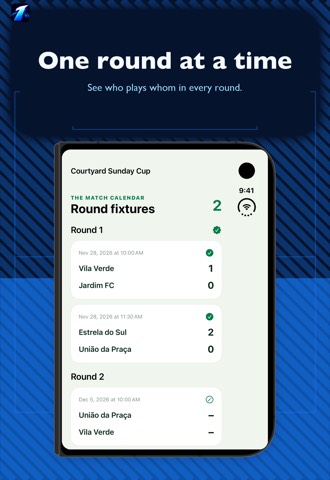 One round at a time
See who plays whom in every round.
Courtyard Sunday Cup
9:41
THE MATCH CALENDAR
Round fixtures
2
Round 1
Nov 28, 2026 at 10:00 AM
Vila Verde 1
Jardim FC 0
Nov 28, 2026 at 11:30 AM
Estrela do Sul 2
União da Praça 0
Round 2
Dec 5, 2026 at 10:00 AM
União da Praça –
Vila Verde –